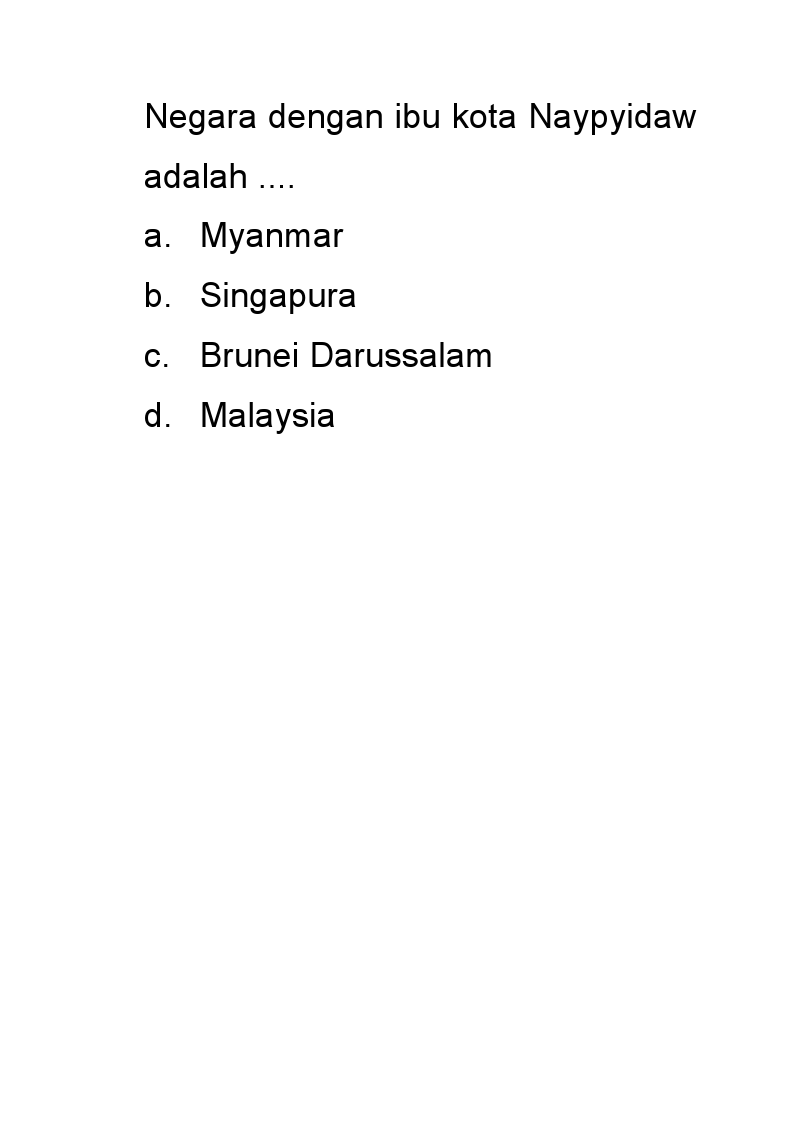 Negara dengan ibu kota Naypyidaw
adalah ....
a. Myanmar
b. Singapura
c. Brunei Darussalam
d. Malaysia